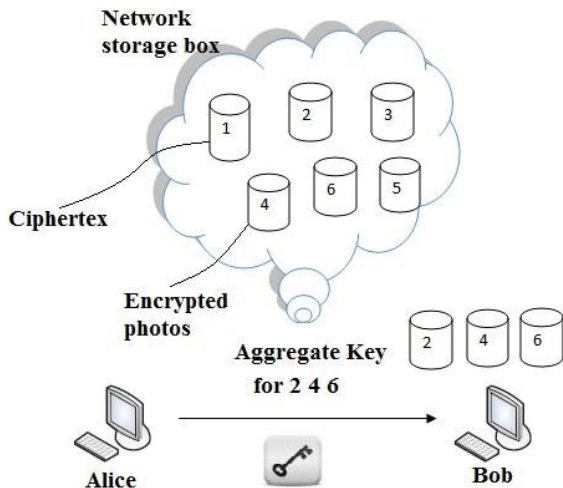 Network
storage box
1
2
3
4
6
5
Ciphertex
Encrypted
photos
Aggregate Key
for 2 4 6
2
4
6
Alice
Bob